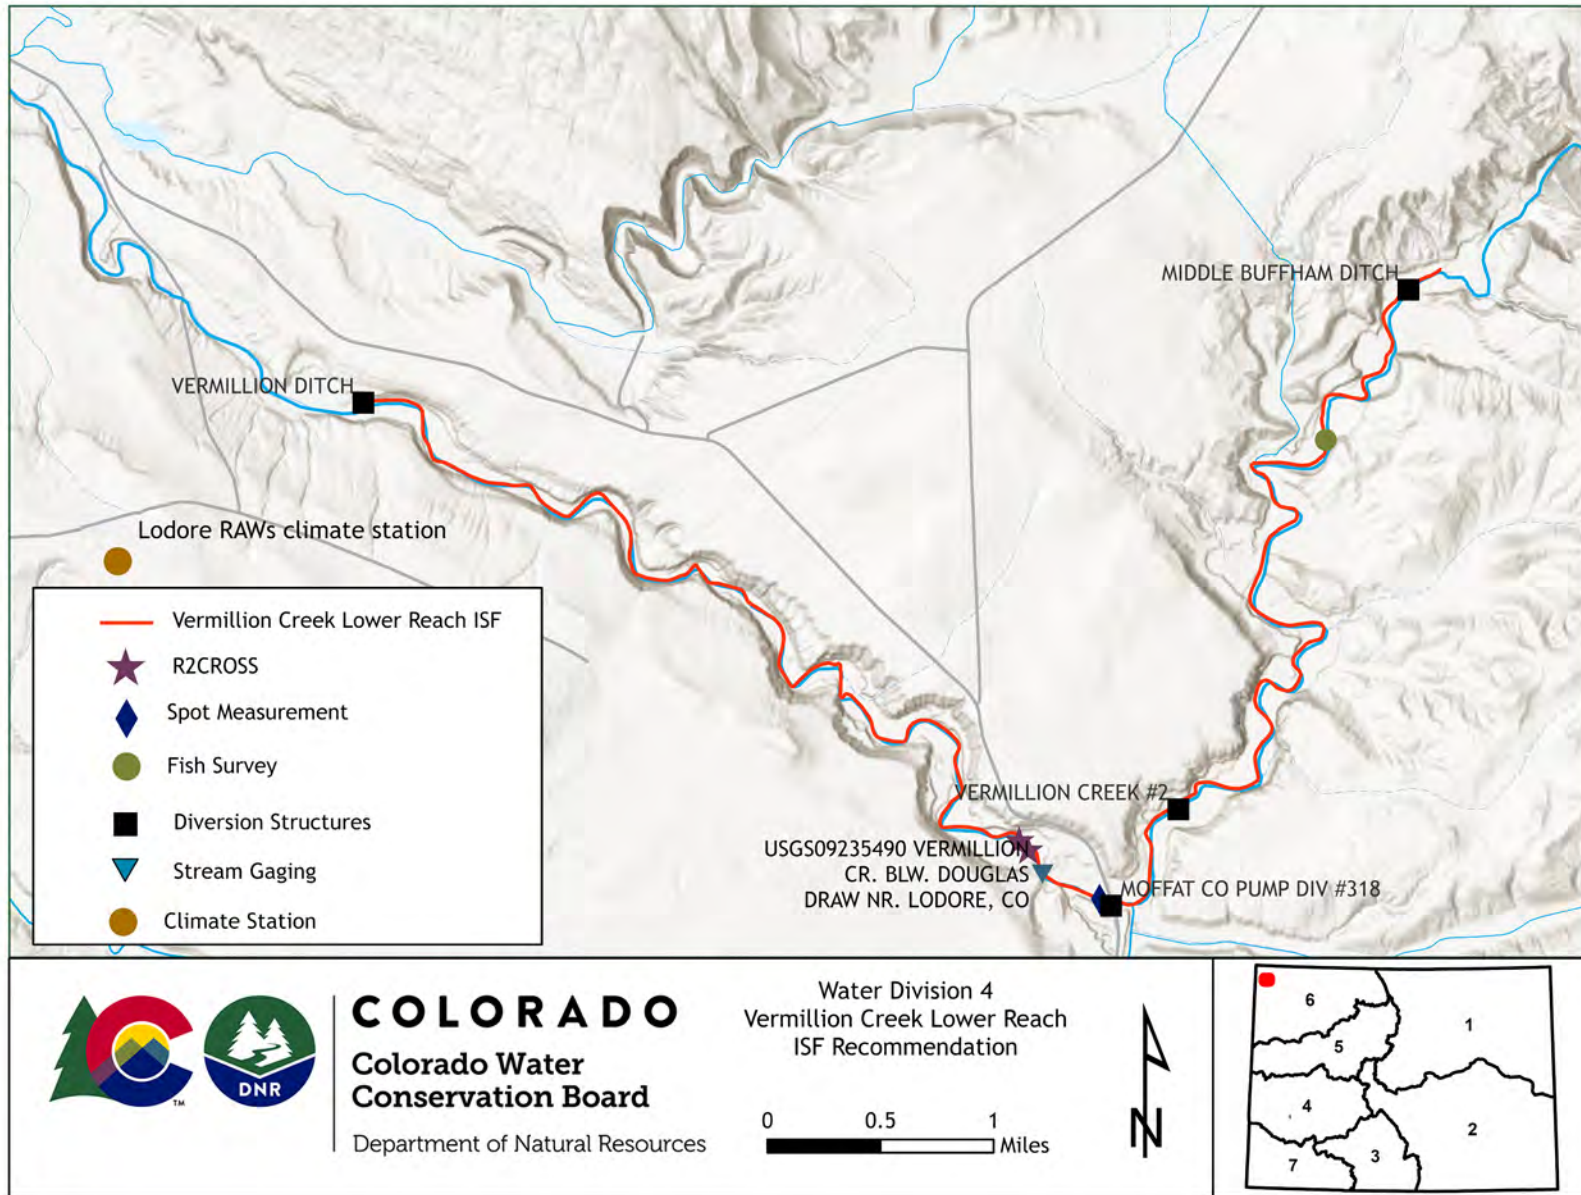 MIDDLE BUFFHAM DITCH
VERMILLION DITCH
Lodore RAWs climate station
Vermillion Creek Lower Reach ISF
R2CROSS
Spot Measurement
Fish Survey
Diversion Structures
Stream Gaging
Climate Station
VERMILLION CREEK #2
USGS09235490 VERMILLION
CR. BLW. DOUGLAS
DRAW NR. LODORE, CO
MOFFAT CO PUMP DIV #318
TM
DNR
COLORADO
Colorado Water
Conservation Board
Department of Natural Resources
Water Division 4
Vermillion Creek Lower Reach
ISF Recommendation
0 0.5 1
Miles
N
6
1
5
4
2
3
7